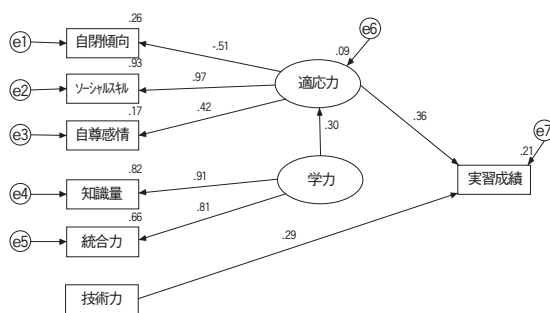 .26
e1
自閉傾向
-.51
.09
e6
.93
e2
ソーシャルスキル
.97
適応力
.17
e3
自尊感情
.42
.36
.30
e7
.21
.82
e4
知識量
.91
学力
実習成績
.66
e5
統合力
.81
.29
技術力